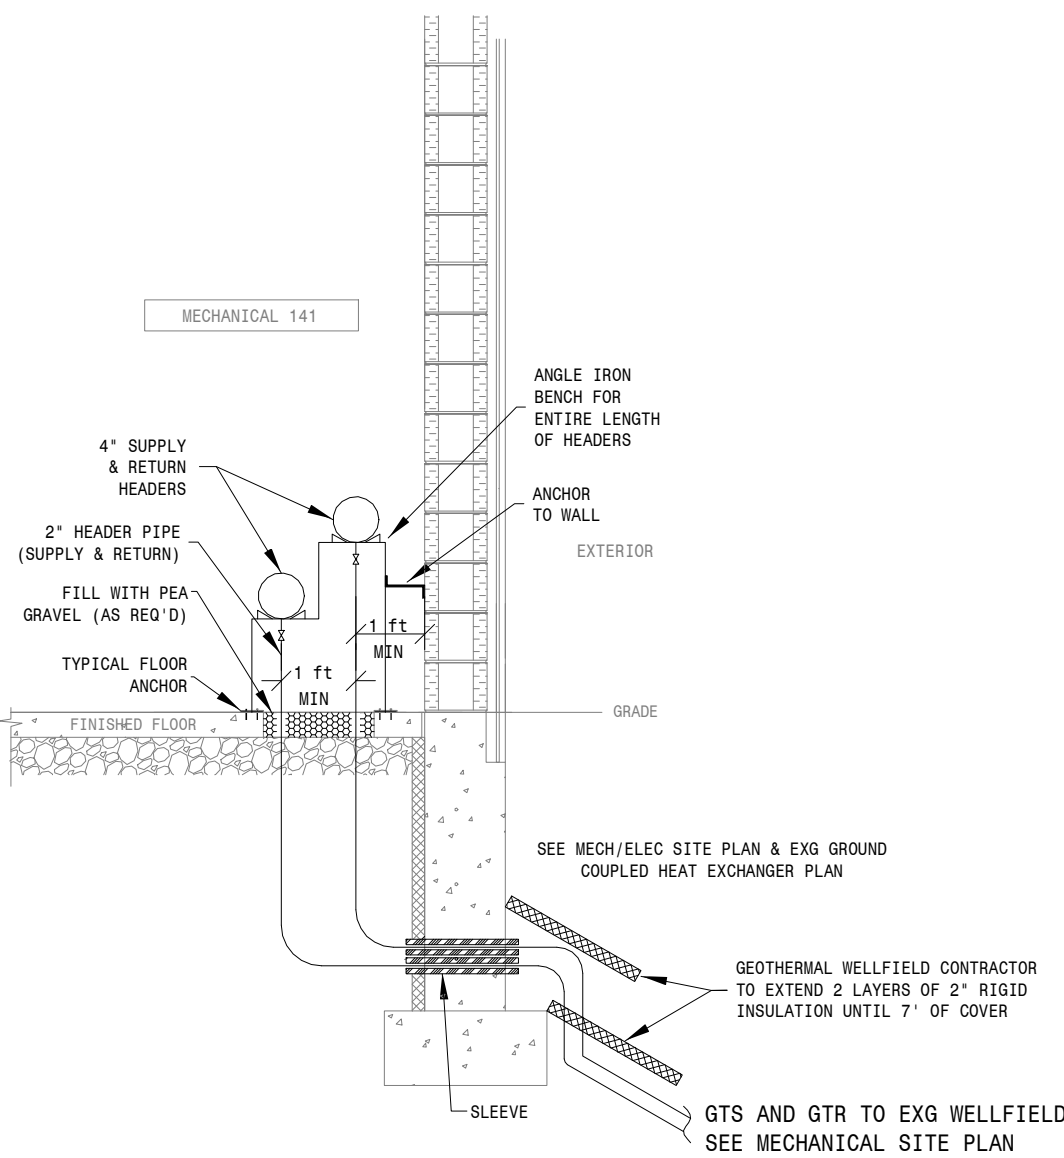 MECHANICAL 141
ANGLE IRON
BENCH FOR
ENTIRE LENGTH
OF HEADERS
4" SUPPLY
& RETURN
HEADERS
ANCHOR
TO WALL
2" HEADER PIPE
(SUPPLY & RETURN)
EXTERIOR
FILL WITH PEA
GRAVEL (AS REQ'D)
1 ft
MIN
TYPICAL FLOOR
ANCHOR
1 ft
MIN
GRADE
FINISHED FLOOR
SEE MECH/ELEC SITE PLAN & EXG GROUND
COUPLED HEAT EXCHANGER PLAN
GEOTHERMAL WELLFIELD CONTRACTOR
TO EXTEND 2 LAYERS OF 2" RIGID
INSULATION UNTIL 7' OF COVER
SLEEVE
GTS AND GTR TO EXG WELLFIELD
SEE MECHANICAL SITE PLAN